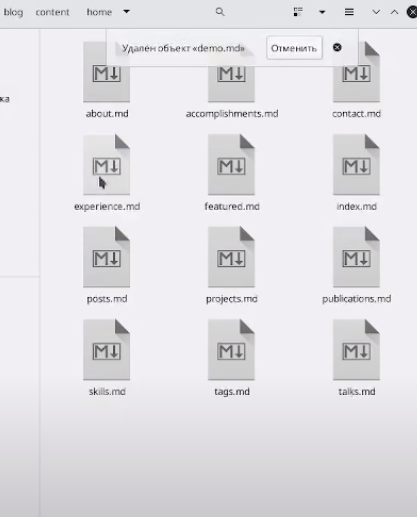 blog content home
ка
Удалён объект «demo.md» Отменить
M
M
M
about.md accomplishments.md contact.md
M
M
M
experience.md featured.md index.md
M
M
M
posts.md projects.md publications.md
M
M
M
skills.md tags.md talks.md